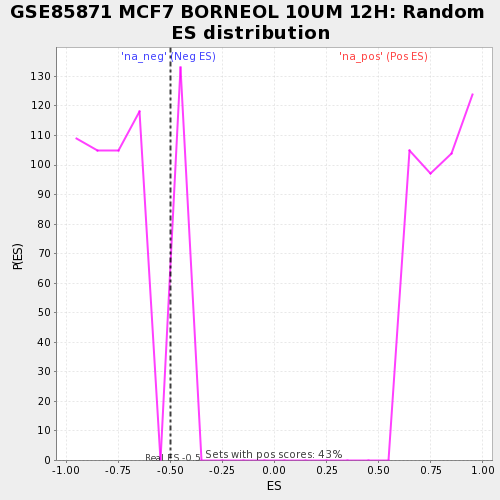 GSE85871 MCF7 BORNEOL 10UM 12H: Random
ES distribution
'na_neg' (Neg ES)
'na_pos' (Pos ES)
130
120
110
100
90
80
70
60
50
40
30
20
10
0
P(ES)
Real ES -0.5
Sets with pos scores: 43%
-1.00 -0.75 -0.50 -0.25 0.00 0.25 0.50 0.75 1.00
ES